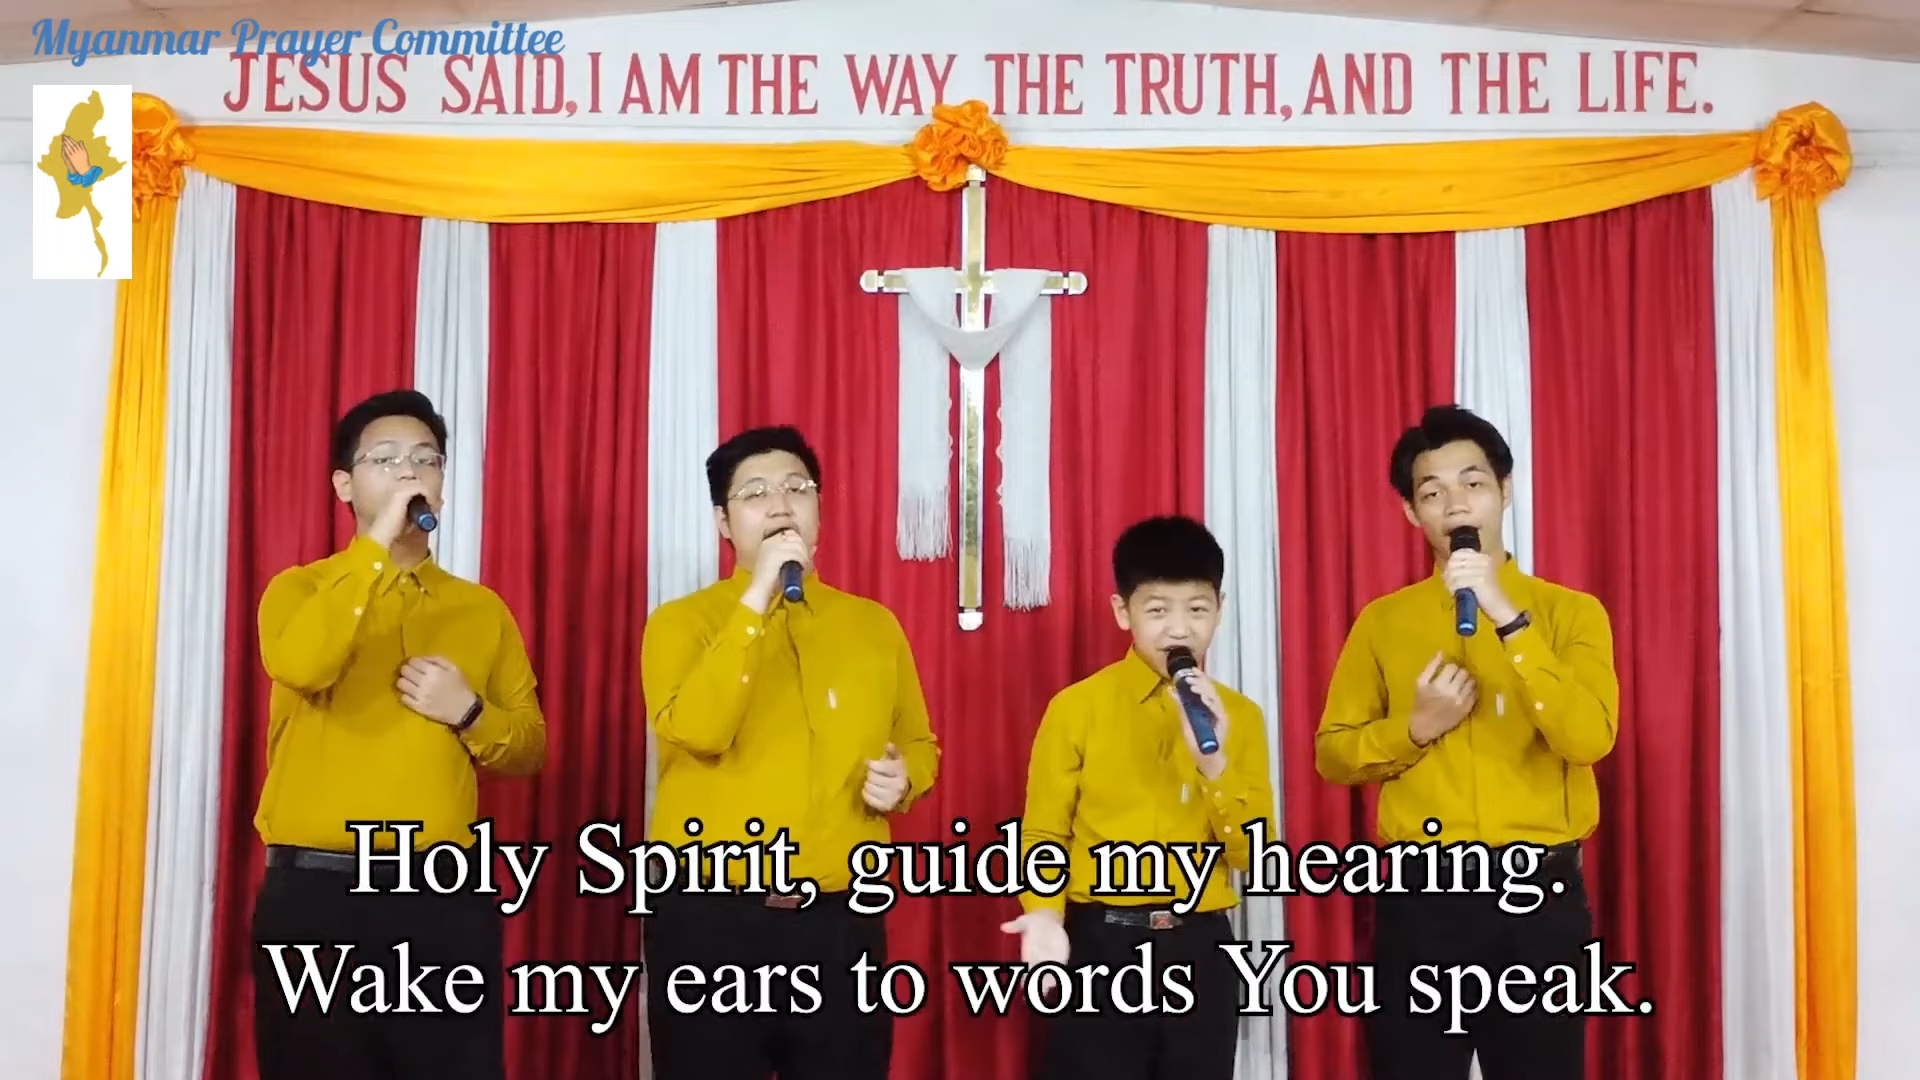 Myanmar Prayer Committee
JESUS SAID, I AM THE WAY THE TRUTH, AND THE LIFE.
Holy Spirit, guide my hearing.
Wake my ears to words You speak.